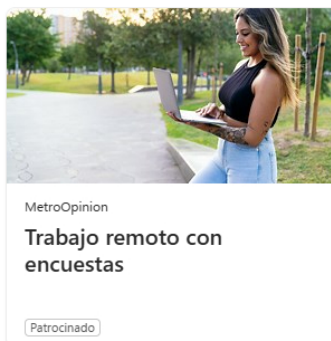 MetroOpinion
Trabajo remoto con
encuestas
Patrocinado